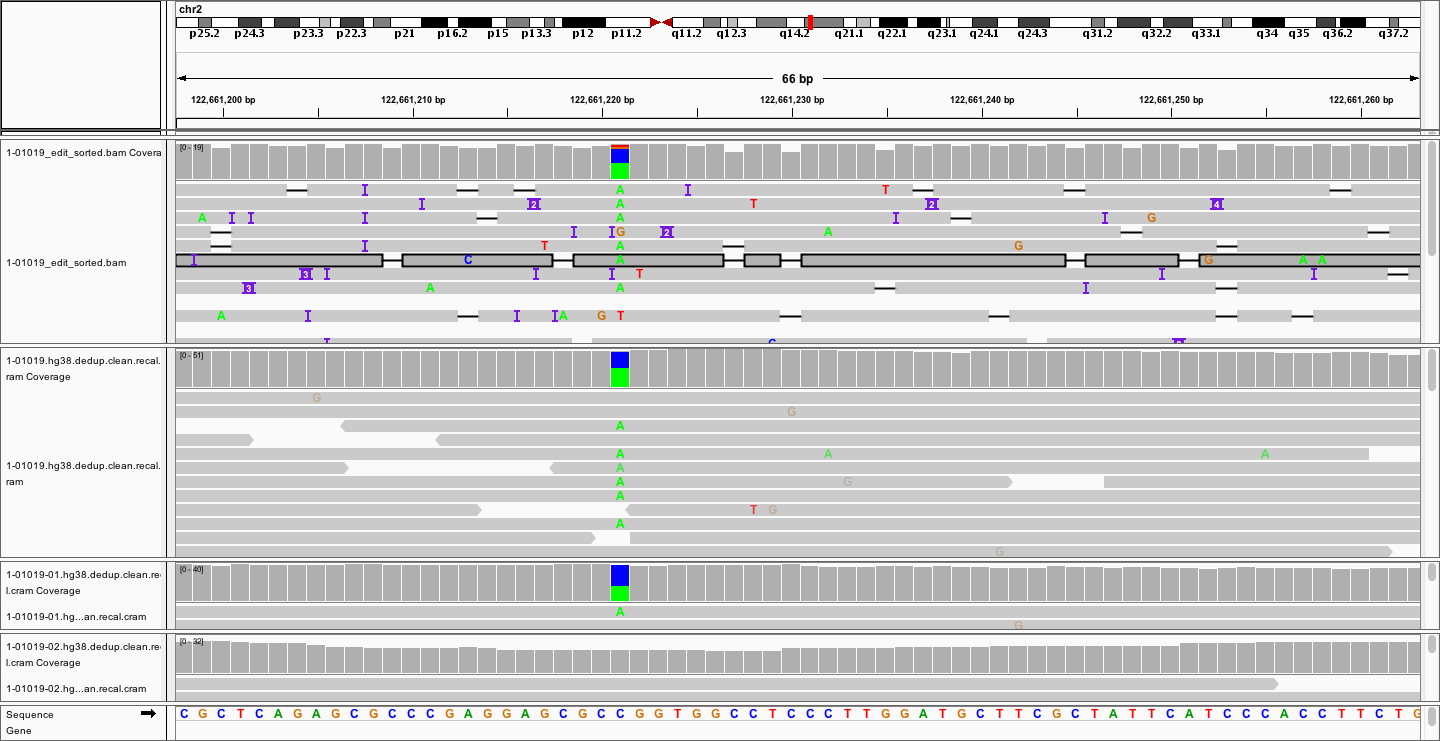 chr2
p25.2 p24.3 p23.3 p22.3 p21 p16.2 p15 p13.3 p12 p11.2 q11.2 q12.3 q14.2 q21.1 q22.1 q23.1 q24.1 q24.3 q31.2 q32.2 q33.1 q34 q35 q36.2 q37.2
66 bp
122,661,200 bp 122,661,210 bp 122,661,220 bp 122,661,230 bp 122,661,240 bp 122,661,250 bp 122,661,260 bp
1-01019_edit_sorted.bam Covera
[0 - 19]
I A I T
I 2 A T 2 4
A I I I A I I G
I I G 2 A
I T A G
1-01019_edit_sorted.bam
I C A G A A
3 I I I T I I
3 A A I
A I I I A G T
1-01019.hg38.dedup.clean.recal.
ram Coverage
[0 - 51]
G
G
A
A A A
1-01019.hg38.dedup.clean.recal.
ram
A
A G
A
T G
A
G
1-01019-01.hg38.dedup.clean.re
l.cram Coverage
[0 - 40]
1-01019-01.hg...an.recal.cram
A
G
1-01019-02.hg38.dedup.clean.re
l.cram Coverage
[0 - 32]
1-01019-02.hg...an.recal.cram
Sequence
C G C T C A G A G C G C C C G A G G A G C G C C G G T G G C C T C C C T T G G A T G C T T C G C T A T T C A T C C C A C C T T C T G
Gene